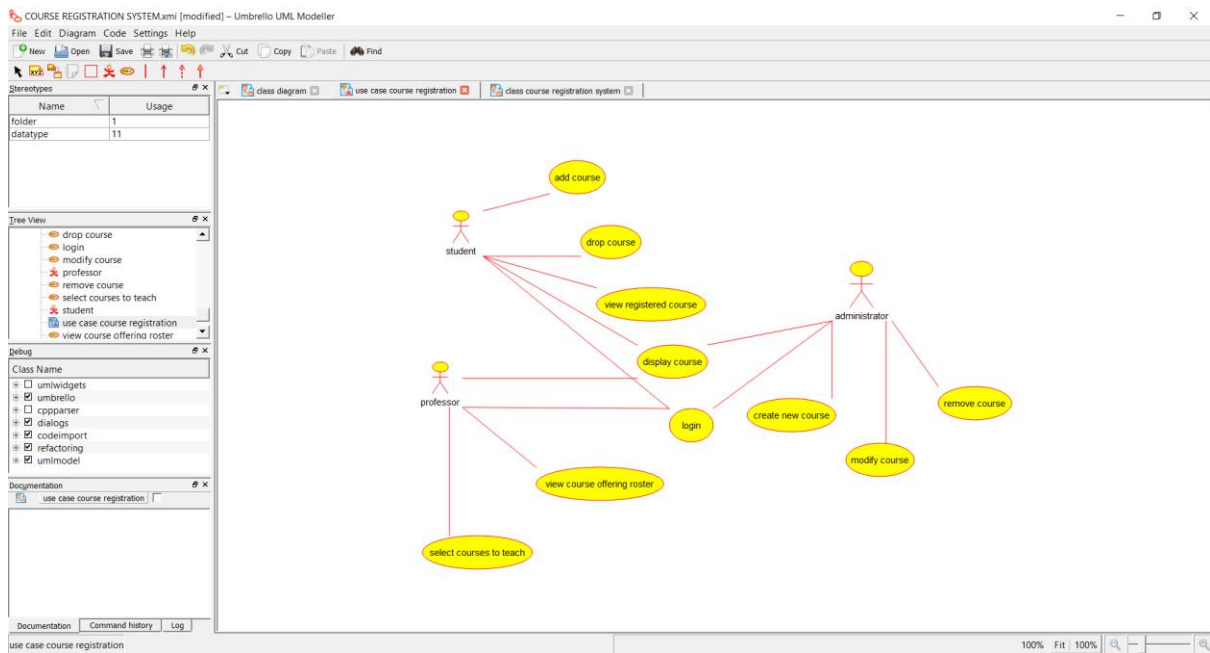 COURSE REGISTRATION SYSTEM.xmi [modified] – Umbrello UML Modeller
File Edit Diagram Code Settings Help
New Open Save Cut Copy Paste Find
XYZ
Stereotypes
class diagram use case course registration class course registration system
Name Usage
folder 1
datatype 11
Tree View
drop course
login
modify course
professor
remove course
select courses to teach
student
use case course registration
view course offering roster
Debug
Class Name
umlwidgets
umbrello
cppparser
dialogs
codeimport
refactoring
umlmodel
Documentation
use case course registration
Documentation Command history Log
use case course registration
add course
student
drop course
view registered course
administrator
display course
professor
login
create new course
remove course
modify course
view course offering roster
select courses to teach
100% Fit 100%